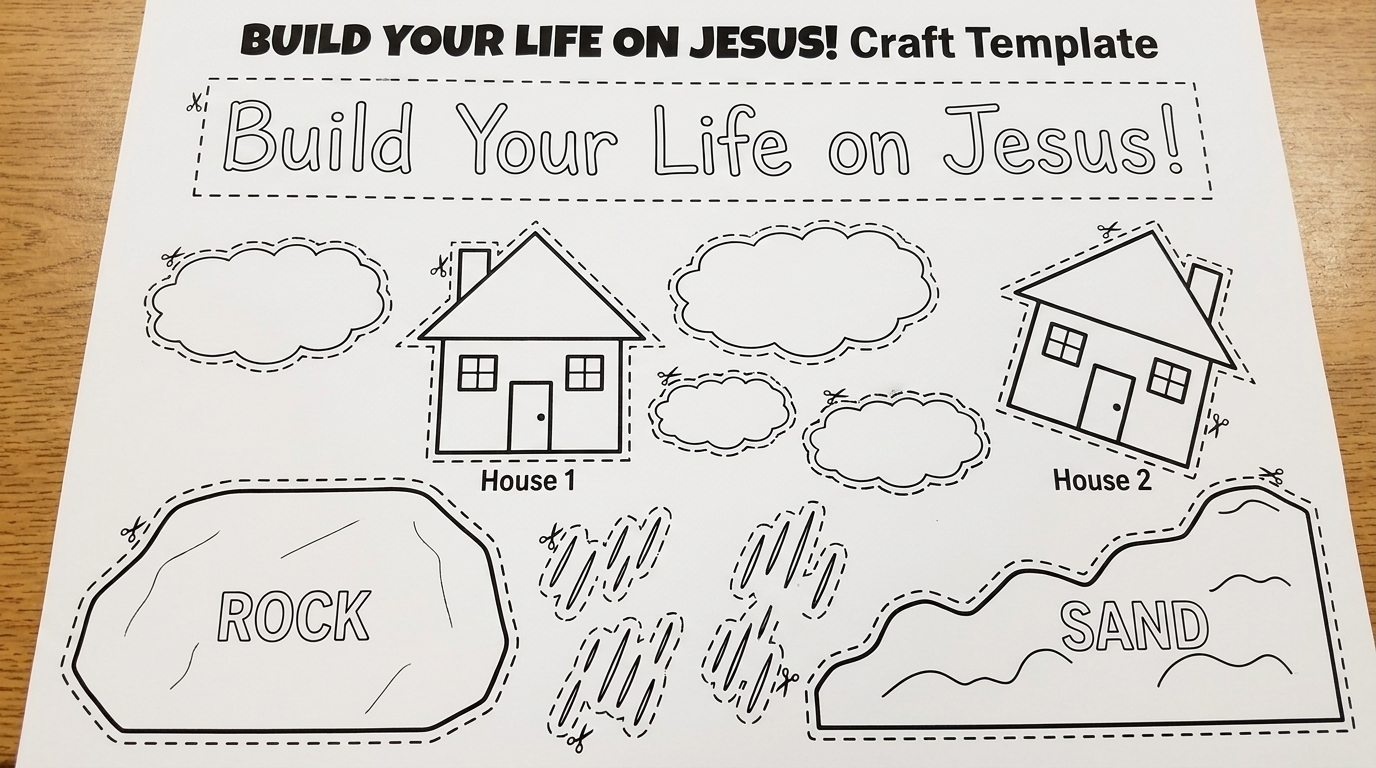 BUILD YOUR LIFE ON JESUS! Craft Template
Build Your Life on Jesus!
House 1
House 2
ROCK
SAND